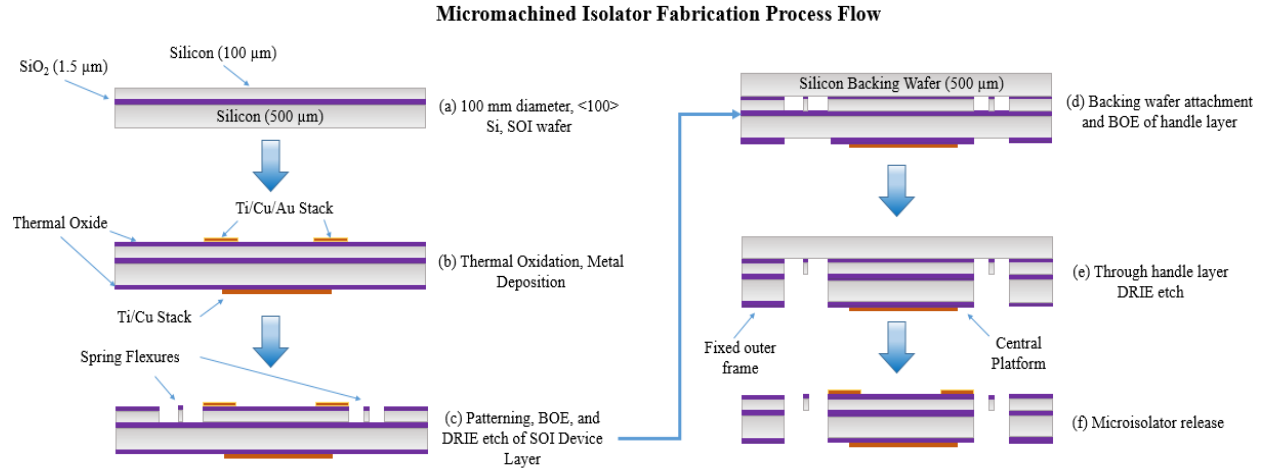 Micromachined Isolator Fabrication Process Flow
Silicon (100 µm)
SiO2 (1.5 µm)
Silicon (500 µm)
(a) 100 mm diameter, <100>
Si, SOI wafer
Ti/Cu/Au Stack
Thermal Oxide
(b) Thermal Oxidation, Metal
Deposition
Ti/Cu Stack
Spring Flexures
(c) Patterning, BOE, and
DRIE etch of SOI Device
Layer
Silicon Backing Wafer (500 µm)
(d) Backing wafer attachment
and BOE of handle layer
(e) Through handle layer
DRIE etch
Fixed outer
frame
Central
Platform
(f) Microisolator release